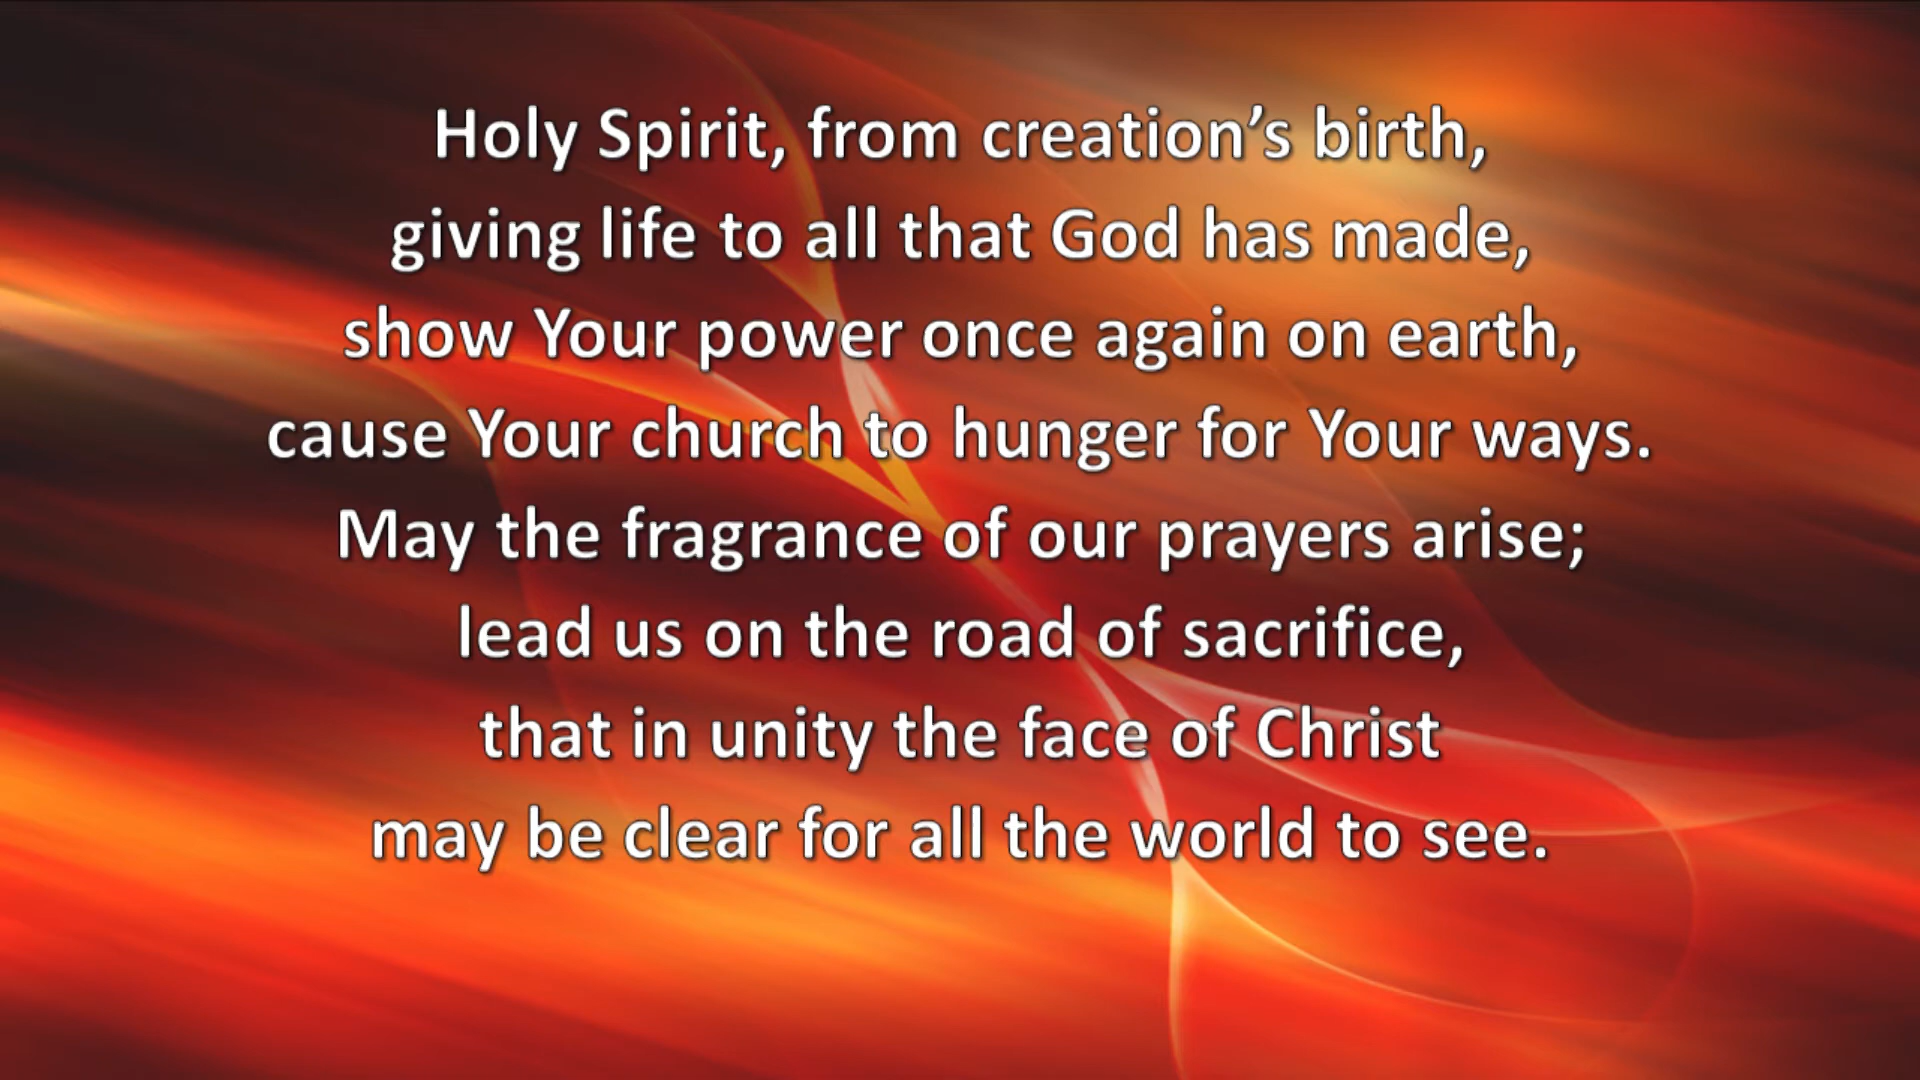 Holy Spirit, from creation’s birth,
giving life to all that God has made,
show Your power once again on earth,
cause Your church to hunger for Your ways.
May the fragrance of our prayers arise;
lead us on the road of sacrifice,
that in unity the face of Christ
may be clear for all the world to see.